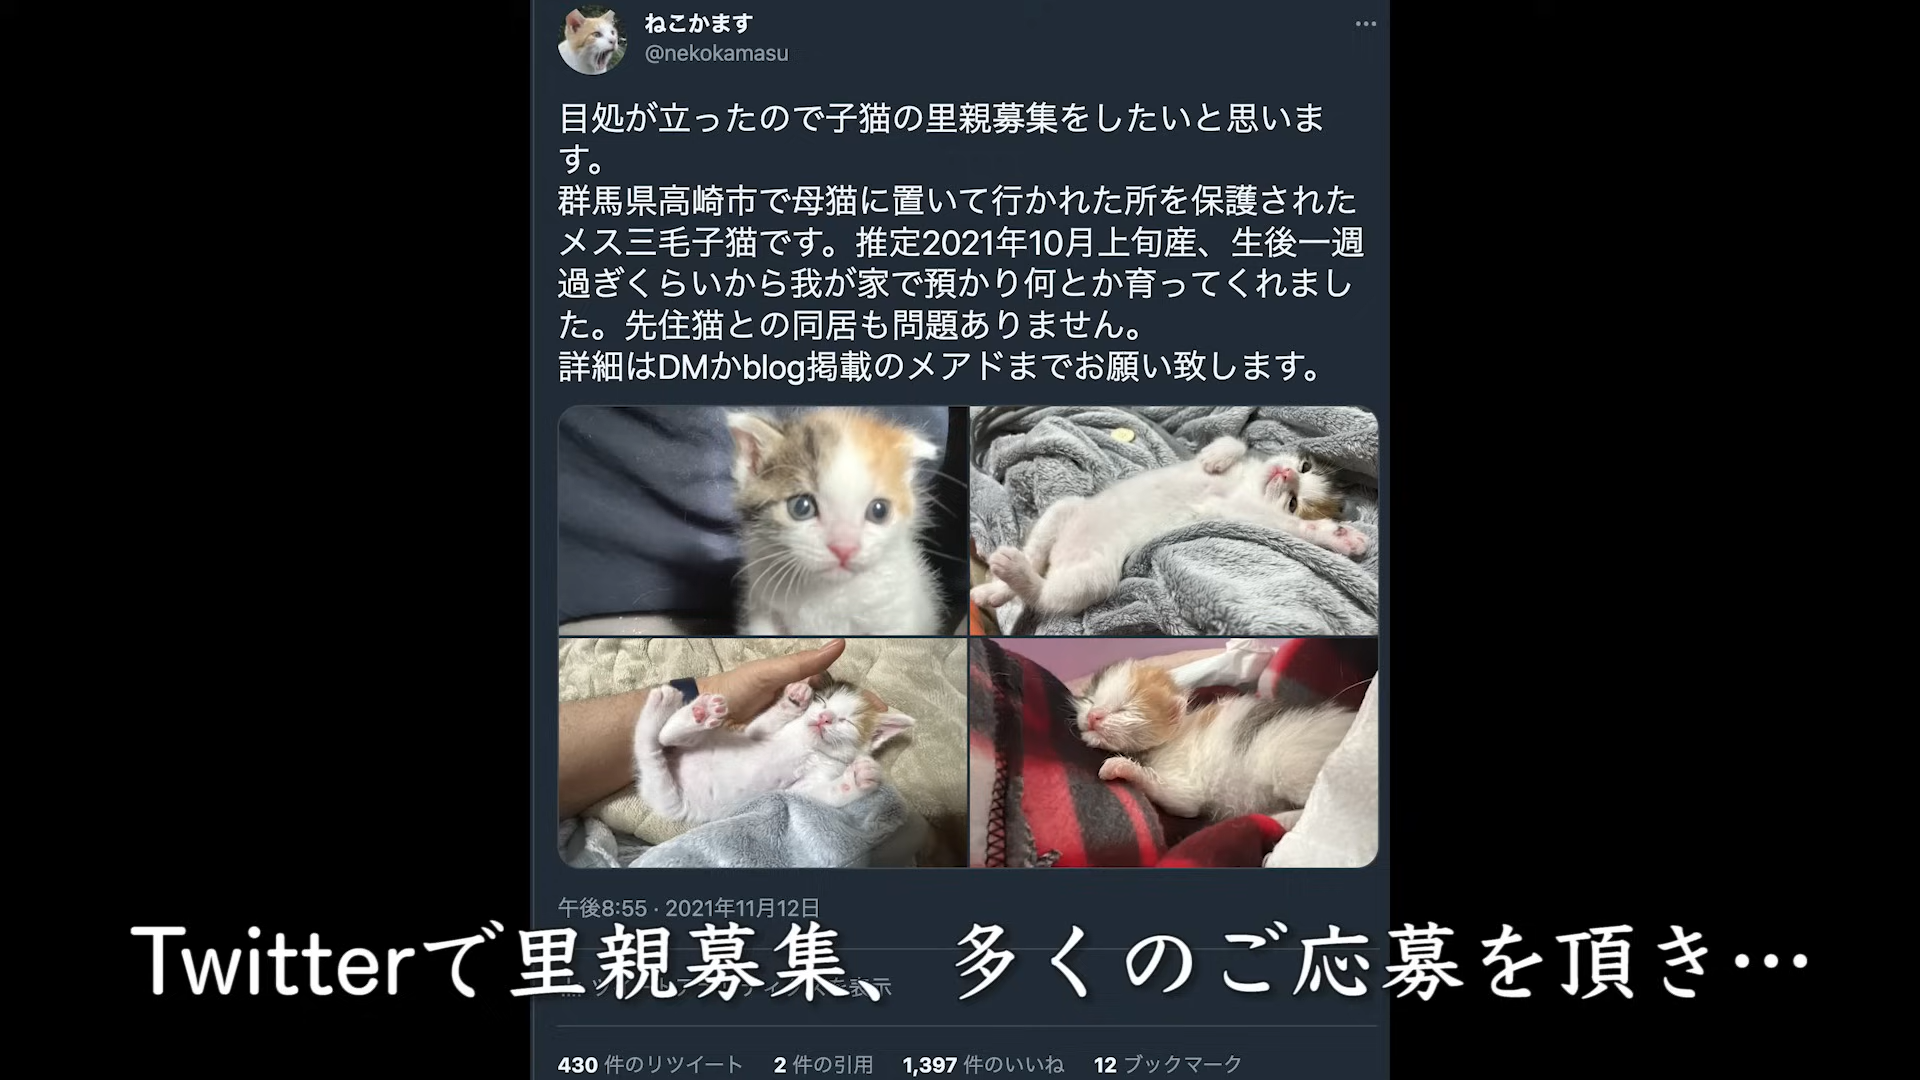 ねこかます
@nekokamasu
目処が立ったので子猫の里親募集をしたいと思いま
す。
群馬県高崎市で母猫に置いて行かれた所を保護された
メス三毛子猫です。推定2021年10月上旬産、生後一週
過ぎくらいから我が家で預かり何とか育ってくれまし
た。先住猫との同居も問題ありません。
詳細はDMかblog掲載のメアドまでお願い致します。
午後8:55 · 2021年11月12日
Twitterで里親募集、多くのご応募を頂き…
430 件のリツイート 2 件の引用 1,397 件のいいね 12 ブックマーク